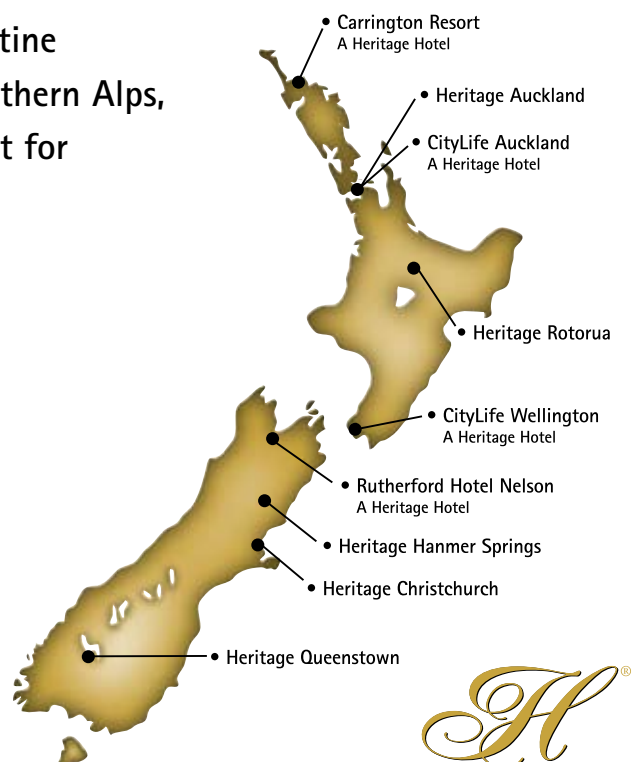 tine
thern Alps,
t for
• Carrington Resort
A Heritage Hotel
• Heritage Auckland
• CityLife Auckland
A Heritage Hotel
• Heritage Rotorua
• CityLife Wellington
A Heritage Hotel
• Rutherford Hotel Nelson
A Heritage Hotel
• Heritage Hanmer Springs
• Heritage Christchurch
• Heritage Queenstown
H®